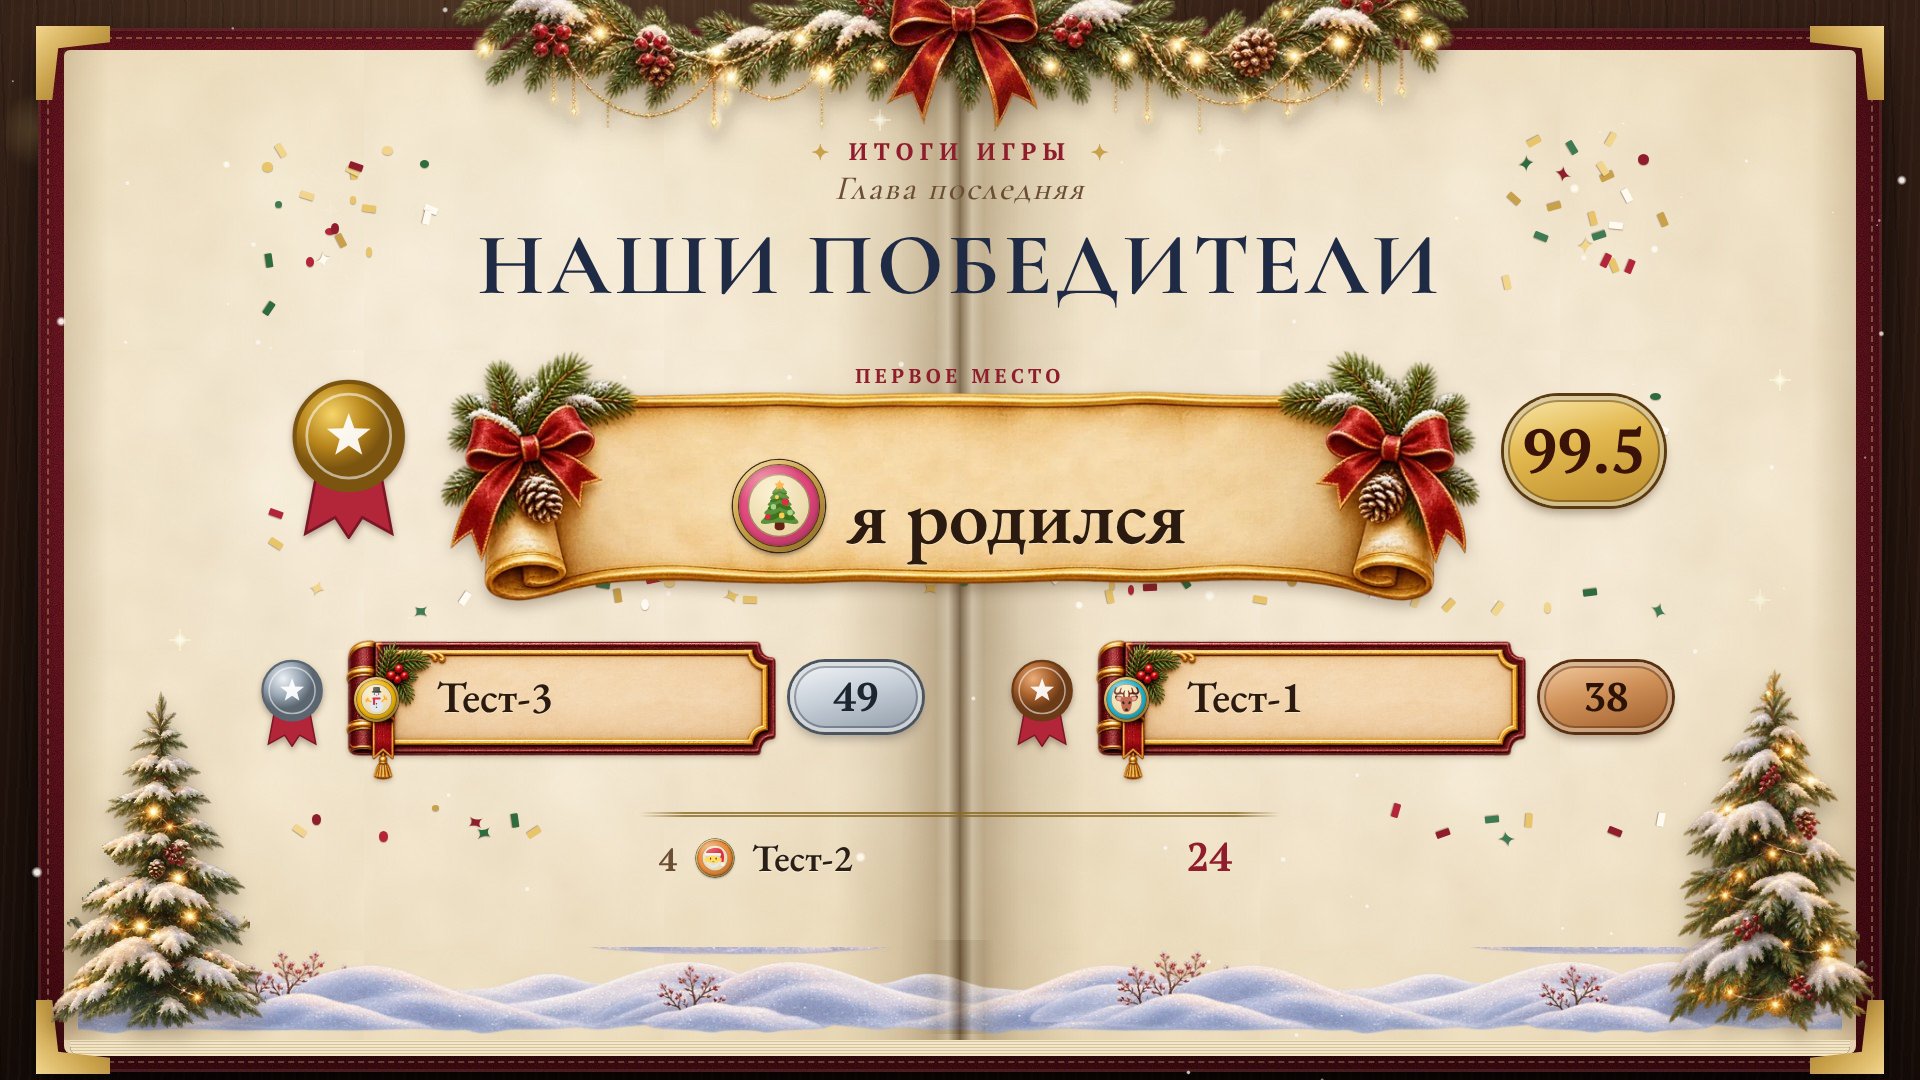 ИТОГИ ИГРЫ
Глава последняя
НАШИ ПОБЕДИТЕЛИ
ПЕРВОЕ МЕСТО
я родился
99.5
Тест-3
49
Тест-1
38
4 Тест-2 24